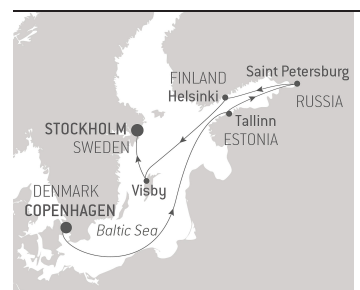 Saint Petersburg
FINLAND
Helsinki
RUSSIA
Tallinn
STOCKHOLM
ESTONIA
SWEDEN
DENMARK
Visby
COPENHAGEN
Baltic Sea